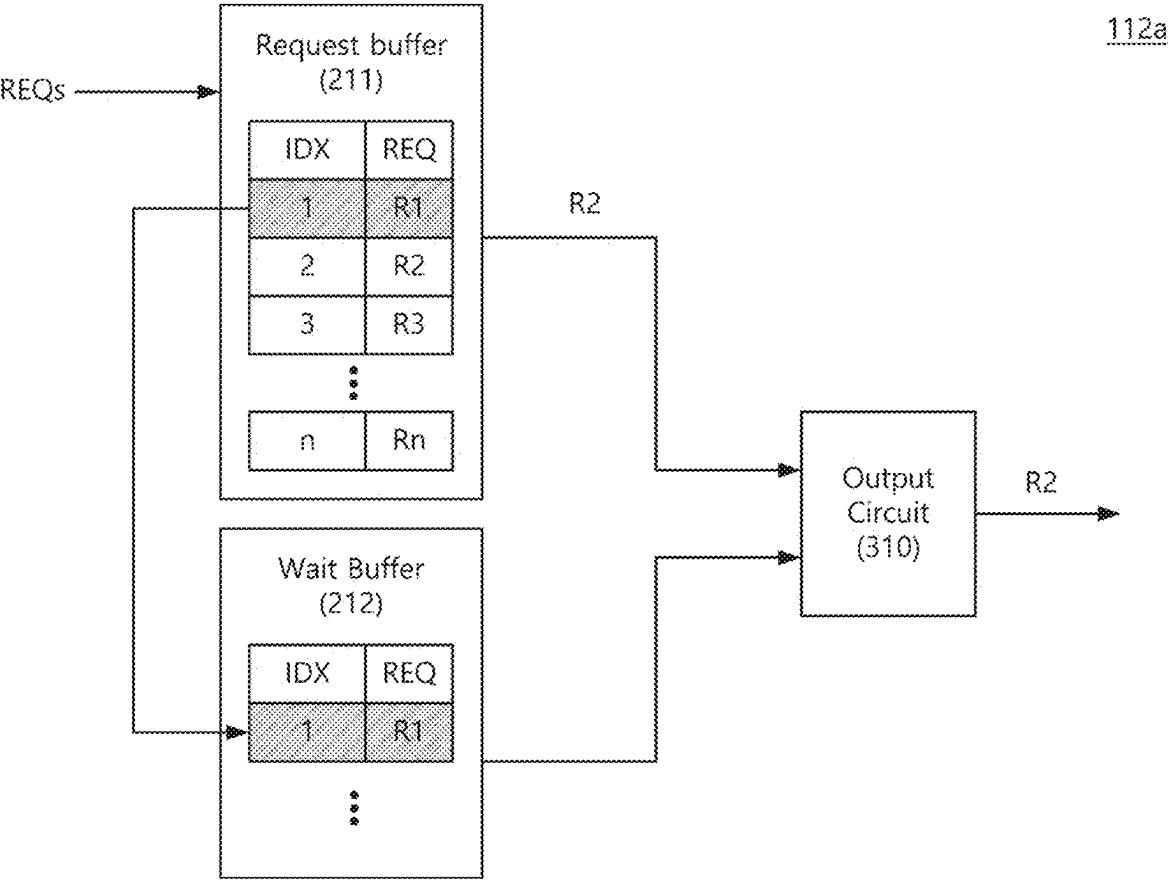 112a
Request buffer
(211)
REQs
IDX REQ
1 R1
2 R2
3 R3
n Rn
R2
Output
Circuit
(310)
R2
Wait Buffer
(212)
IDX REQ
1 R1